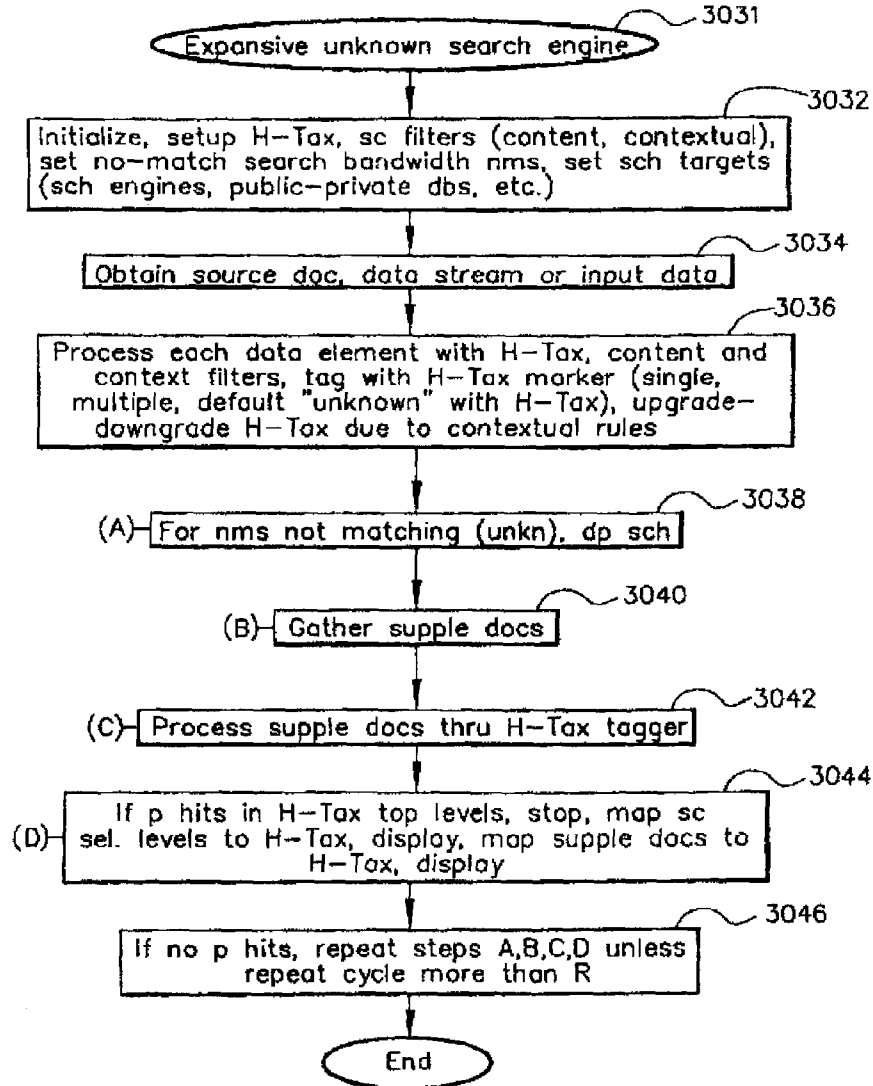 3031
Expansive unknown search engine
3032
Initialize, setup H-Tax, sc filters (content, contextual),
set no-match search bandwidth nms, set sch targets
(sch engines, public-private dbs, etc.)
3034
Obtain source doc, data stream or input data
3036
Process each data element with H-Tax, content and
context filters, tag with H-Tax marker (single,
multiple, default "unknown" with H-Tax), upgrade-
downgrade H-Tax due to contextual rules
3038
(A) For nms not matching (unkn), dp sch
3040
(B) Gather supple docs
3042
(C) Process supple docs thru H-Tax tagger
3044
If p hits in H-Tax top levels, stop, map sc
(D) sel. levels to H-Tax, display, map supple docs to
H-Tax, display
3046
If no p hits, repeat steps A,B,C,D unless
repeat cycle more than R
End